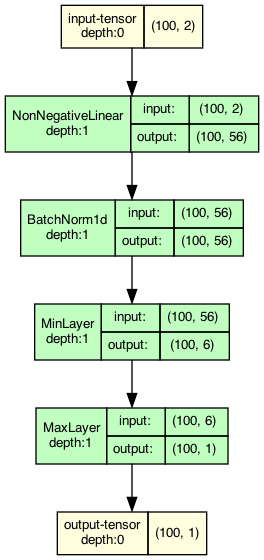 input-tensor
depth:0
(100, 2)
NonNegativeLinear
depth:1
input:
(100, 2)
output:
(100, 56)
BatchNorm1d
depth:1
input:
(100, 56)
output:
(100, 56)
MinLayer
depth:1
input:
(100, 56)
output:
(100, 6)
MaxLayer
depth:1
input:
(100, 6)
output:
(100, 1)
output-tensor
depth:0
(100, 1)